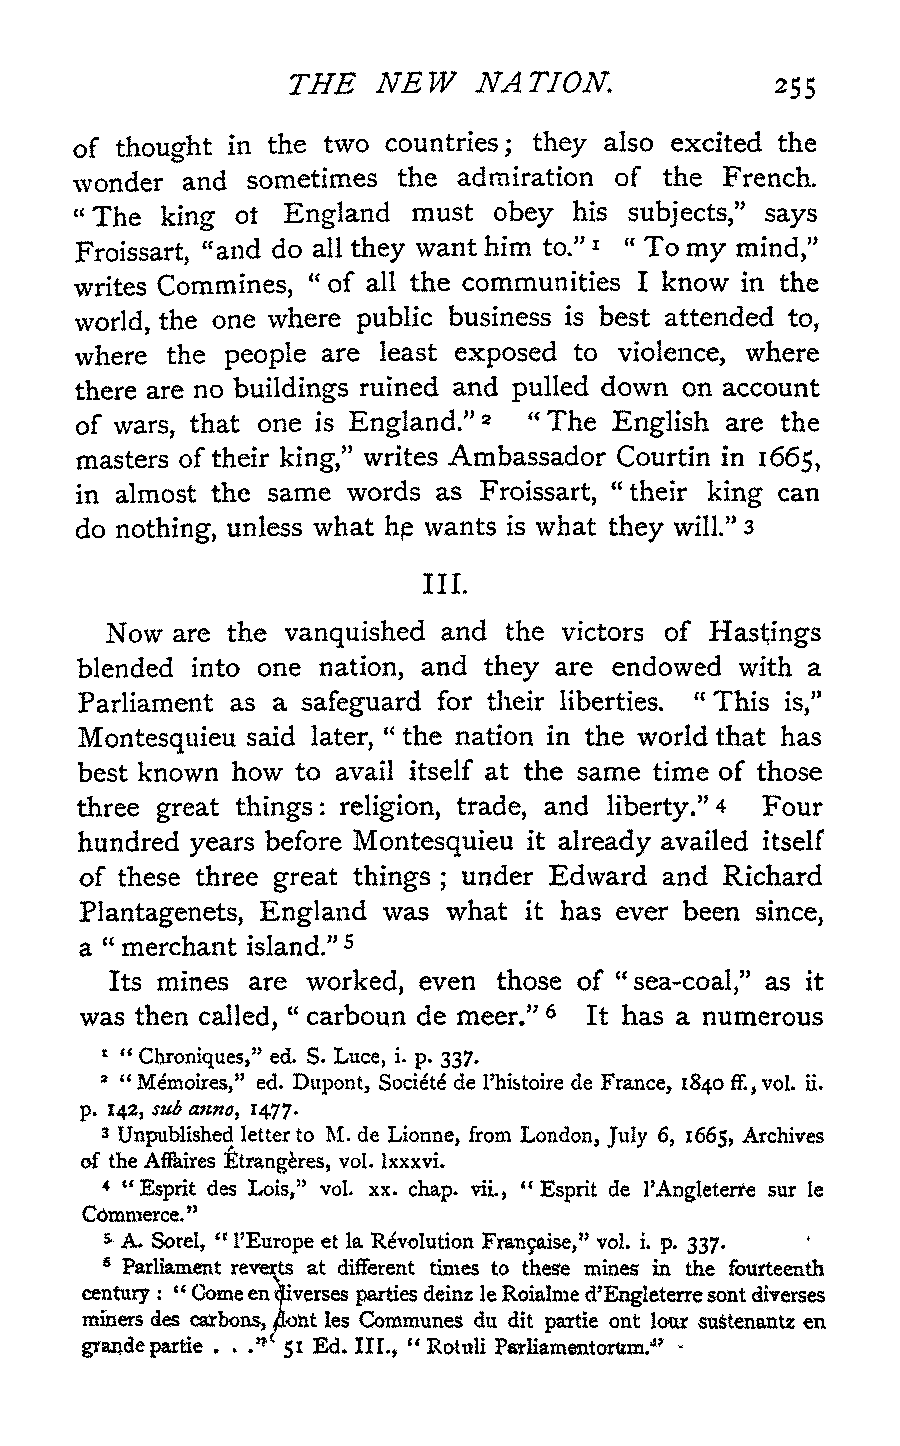 THE NEW NATION. 255
of thought in the two countries; they also excited the
wonder and sometimes the admiration of the French.
“The king of England must obey his subjects,” says
Froissart, “and do all they want him to.” 1 “To my mind,”
writes Commines, “of all the communities I know in the
world, the one where public business is best attended to,
where the people are least exposed to violence, where
there are no buildings ruined and pulled down on account
of wars, that one is England.” 2 “The English are the
masters of their king,” writes Ambassador Courtin in 1665,
in almost the same words as Froissart, “their king can
do nothing, unless what he wants is what they will.” 3
III.
Now are the vanquished and the victors of Hastings
blended into one nation, and they are endowed with a
Parliament as a safeguard for their liberties. “This is,”
Montesquieu said later, “the nation in the world that has
best known how to avail itself at the same time of those
three great things: religion, trade, and liberty.” 4 Four
hundred years before Montesquieu it already availed itself
of these three great things ; under Edward and Richard
Plantagenets, England was what it has ever been since,
a “merchant island.” 5
Its mines are worked, even those of “sea-coal,” as it
was then called, “carboun de meer.” 6 It has a numerous
1 “Chroniques,” ed. S. Luce, i. p. 337.
2 “Mémoires,” ed. Dupont, Société de l'histoire de France, 1840 ff., vol. ii.
p. 142, sub anno, 1477.
3 Unpublished letter to M. de Lionne, from London, July 6, 1665, Archives
of the Affaires Étrangères, vol. lxxxvi.
4 “Esprit des Lois,” vol. xx. chap. vii., “Esprit de l'Angleterre sur le
Commerce.”
5 A. Sorel, “l'Europe et la Révolution Française,” vol. i. p. 337.
6 Parliament reverts at different times to these mines in the fourteenth
century : “Come en diverses parties deinz le Roialme d'Engleterre sont diverses
miners des carbons, dont les Communes du dit partie ont lour sustenantz en
grande partie . . .” 51 Ed. III., “Rotuli Parliamentorum.”